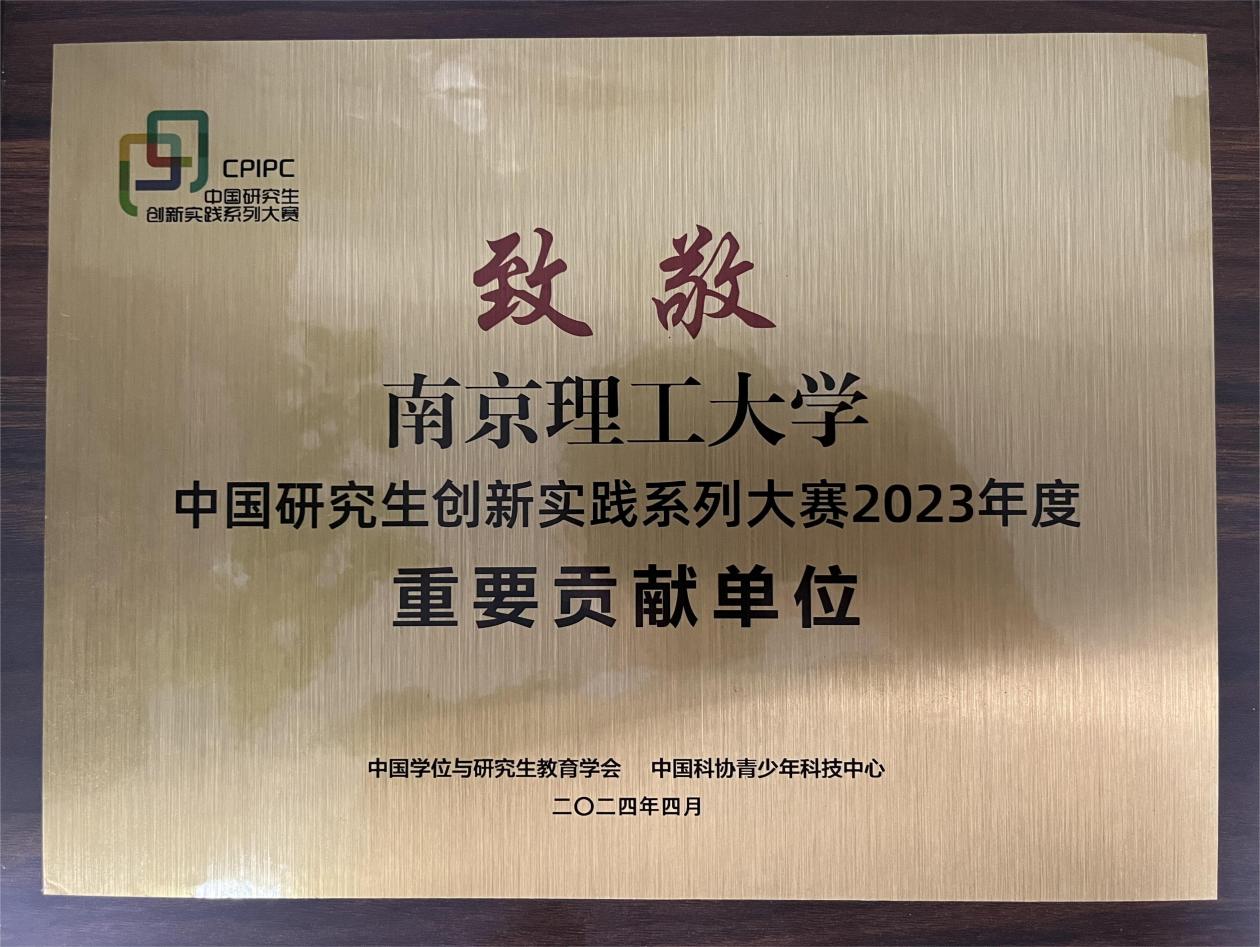 CPIPC
中国研究生
创新实践系列大赛
致敬
南京理工大学
中国研究生创新实践系列大赛2023年度
重要贡献单位
中国学位与研究生教育学会 中国科协青少年科技中心
二〇二四年四月